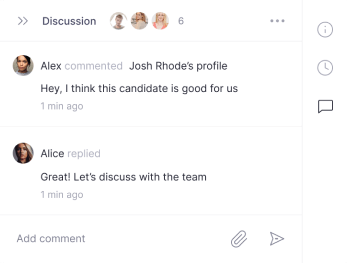 Discussion 6
Alex commented Josh Rhode's profile
Hey, I think this candidate is good for us
1 min ago
Alice replied
Great! Let's discuss with the team
1 min ago
Add comment